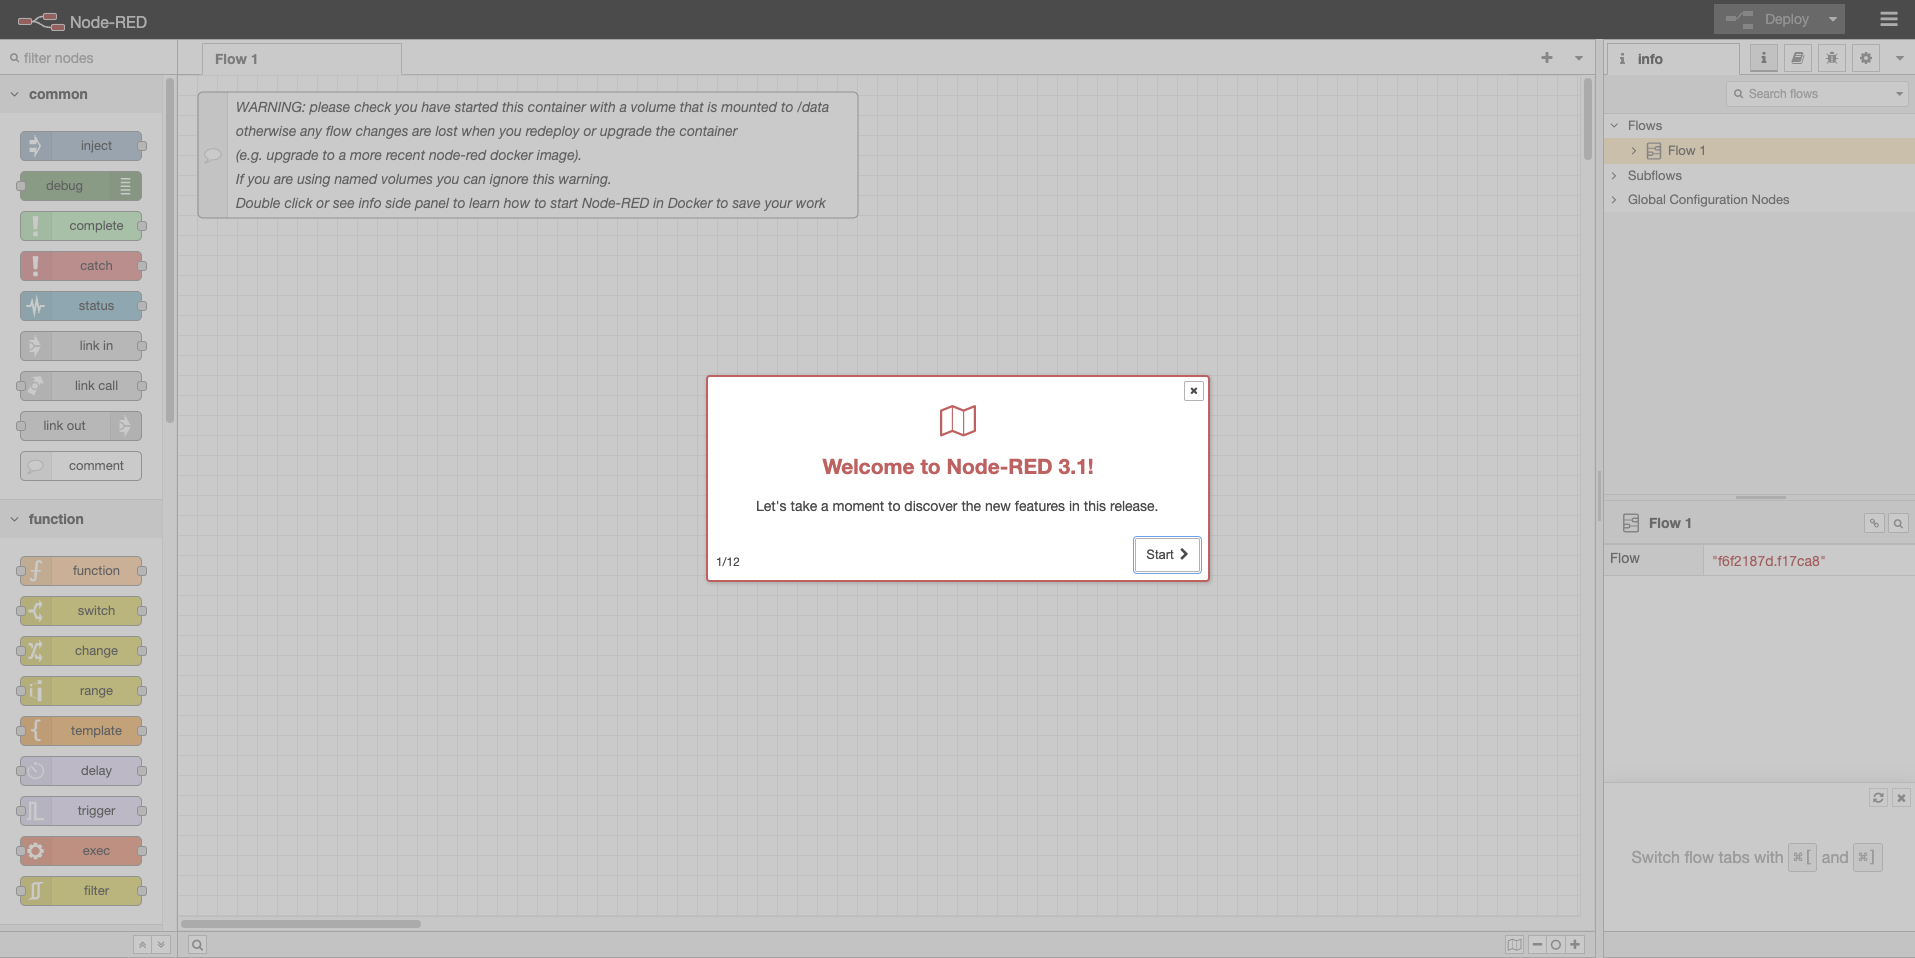 Node-RED
Deploy
filter nodes
Flow 1
info
common
inject
debug
complete
catch
status
link in
link call
link out
comment
function
function
switch
change
range
template
delay
trigger
exec
filter
WARNING: please check you have started this container with a volume that is mounted to /data
otherwise any flow changes are lost when you redeploy or upgrade the container
(e.g. upgrade to a more recent node-red docker image).
If you are using named volumes you can ignore this warning.
Double click or see info side panel to learn how to start Node-RED in Docker to save your work
Welcome to Node-RED 3.1!
Let's take a moment to discover the new features in this release.
1/12
Start
Search flows
Flows
Flow 1
Subflows
Global Configuration Nodes
Flow 1
Flow "f6f2187d.f17ca8"
Switch flow tabs with ⌘[ and ⌘]